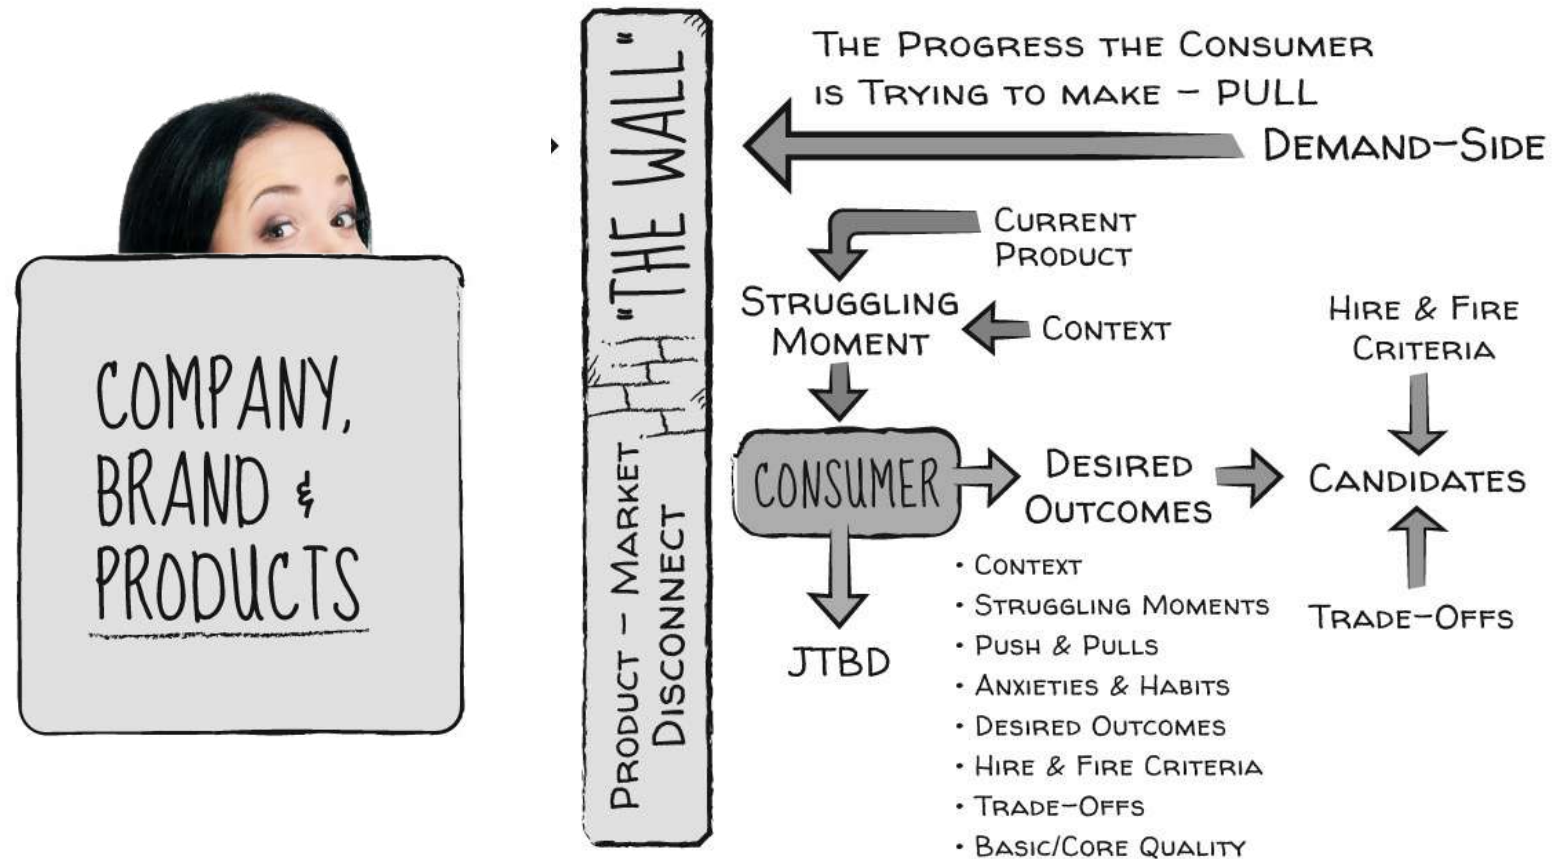 COMPANY,
BRAND &
PRODUCTS
"THE WALL"
PRODUCT – MARKET
DISCONNECT
THE PROGRESS THE CONSUMER
IS TRYING TO MAKE – PULL
DEMAND-SIDE
CURRENT
PRODUCT
STRUGGLING
MOMENT
CONTEXT
HIRE & FIRE
CRITERIA
CONSUMER
DESIRED
OUTCOMES
CANDIDATES
TRADE-OFFS
JTBD
• CONTEXT
• STRUGGLING MOMENTS
• PUSH & PULLS
• ANXIETIES & HABITS
• DESIRED OUTCOMES
• HIRE & FIRE CRITERIA
• TRADE-OFFS
• BASIC/CORE QUALITY